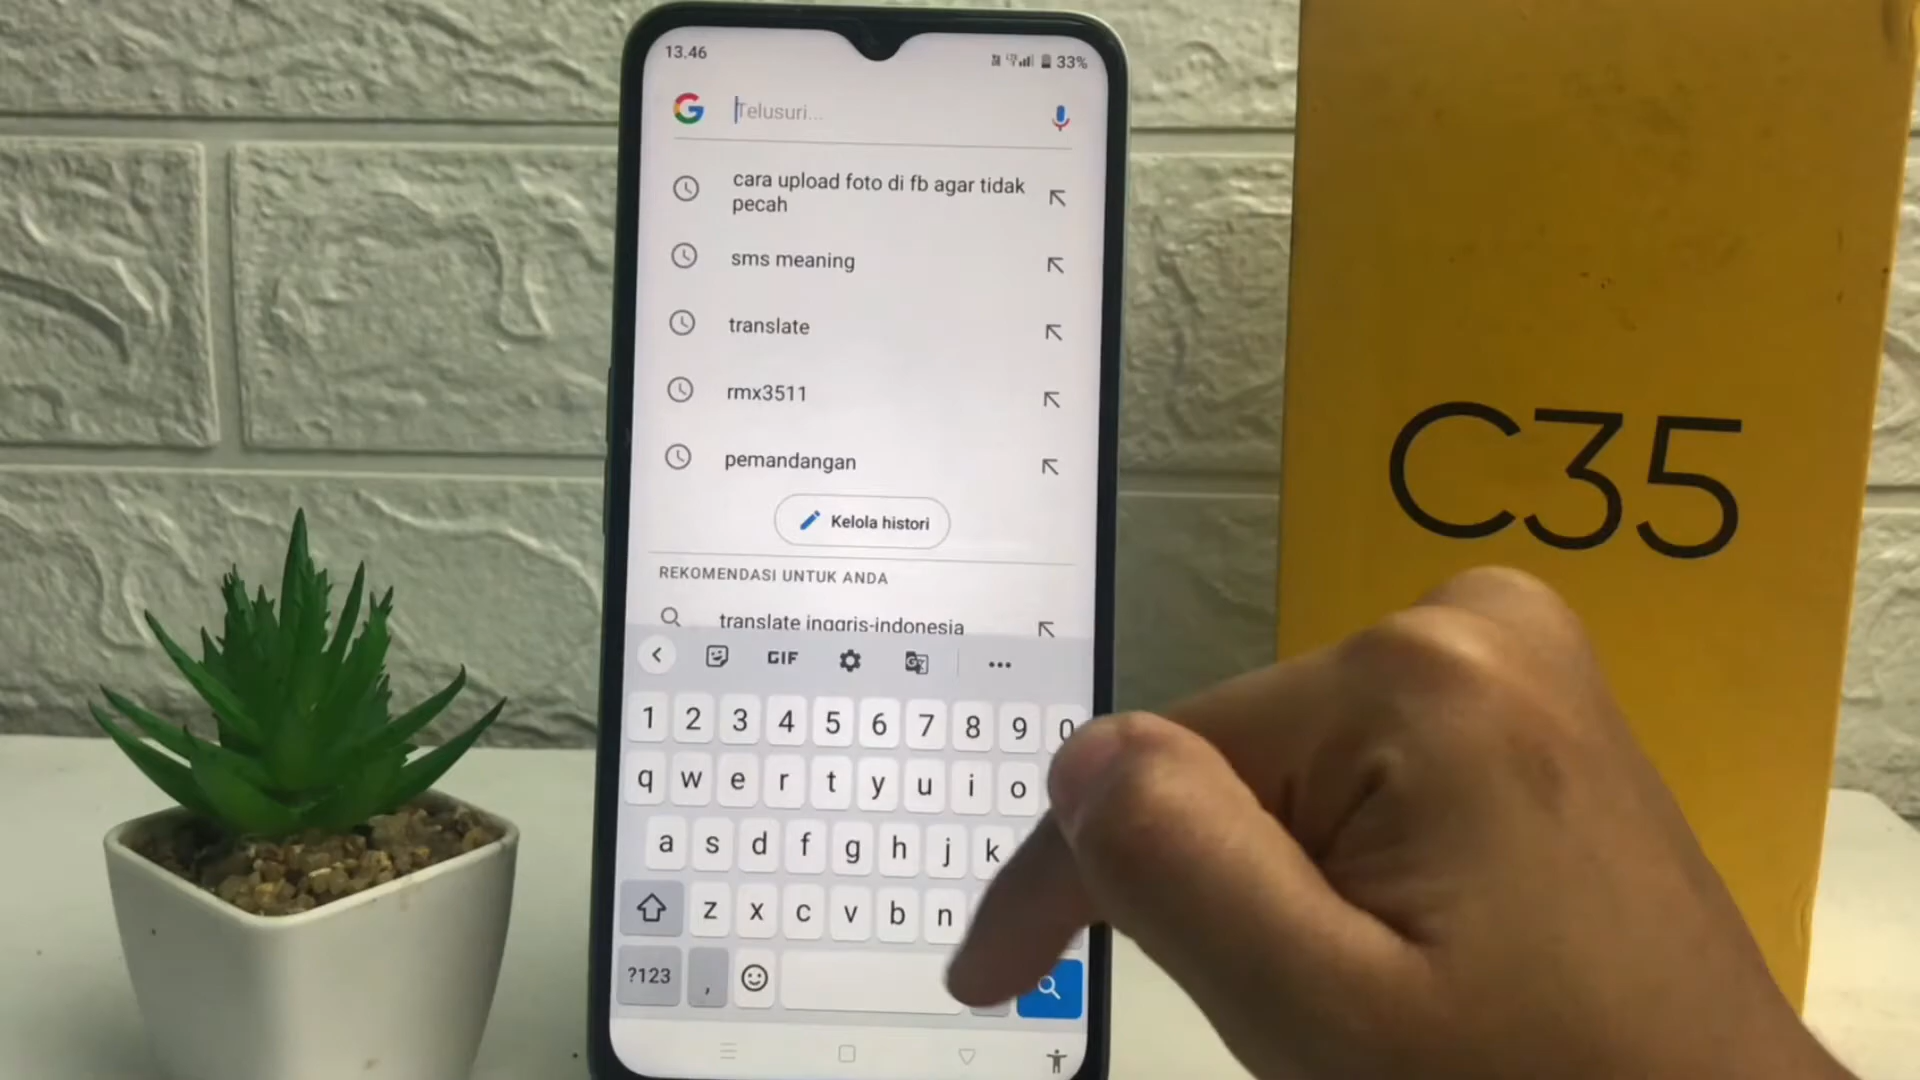 13.46
33%
Telusuri...
cara upload foto di fb agar tidak
pecah
sms meaning
translate
rmx3511
pemandangan
Kelola histori
REKOMENDASI UNTUK ANDA
translate inggris-indonesia
GIF
1 2 3 4 5 6 7 8 9 0
q w e r t y u i o
a s d f g h j k
z x c v b n
?123 ,
C35